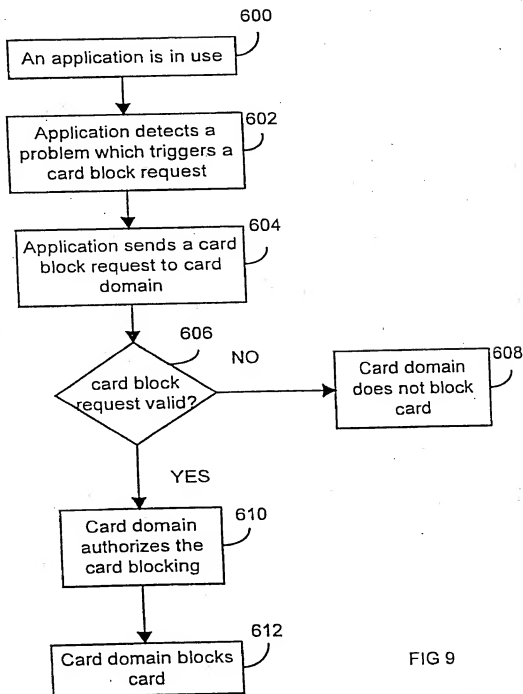 600
An application is in use
602
Application detects a
problem which triggers a
card block request
604
Application sends a card
block request to card
domain
606
NO
card block
request valid?
608
Card domain
does not block
card
YES
610
Card domain
authorizes the
card blocking
612
Card domain blocks
card
FIG 9